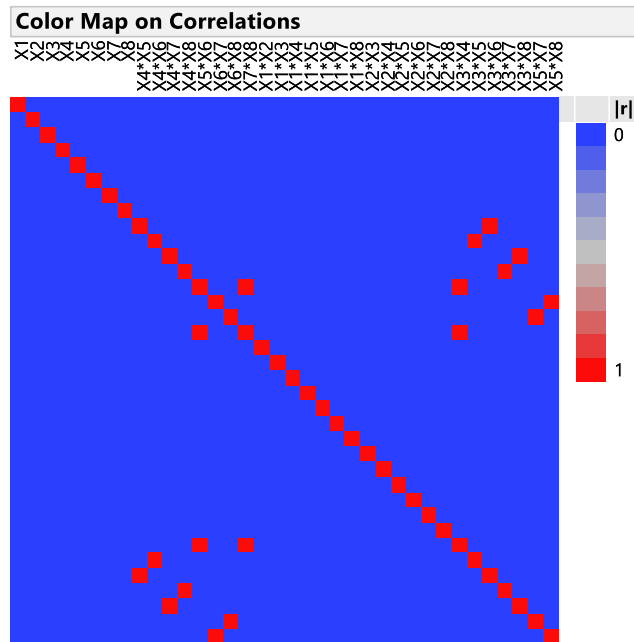 Color Map on Correlations
X1
X2
X3
X4
X5
X6
X7
X8
X4*X5
X4*X6
X4*X7
X4*X8
X5*X6
X6*X7
X6*X8
X7*X8
X1*X2
X1*X3
X1*X4
X1*X5
X1*X6
X1*X7
X1*X8
X2*X3
X2*X4
X2*X5
X2*X6
X2*X7
X2*X8
X3*X4
X3*X5
X3*X6
X3*X7
X3*X8
X5*X7
X5*X8
|r|
0
1